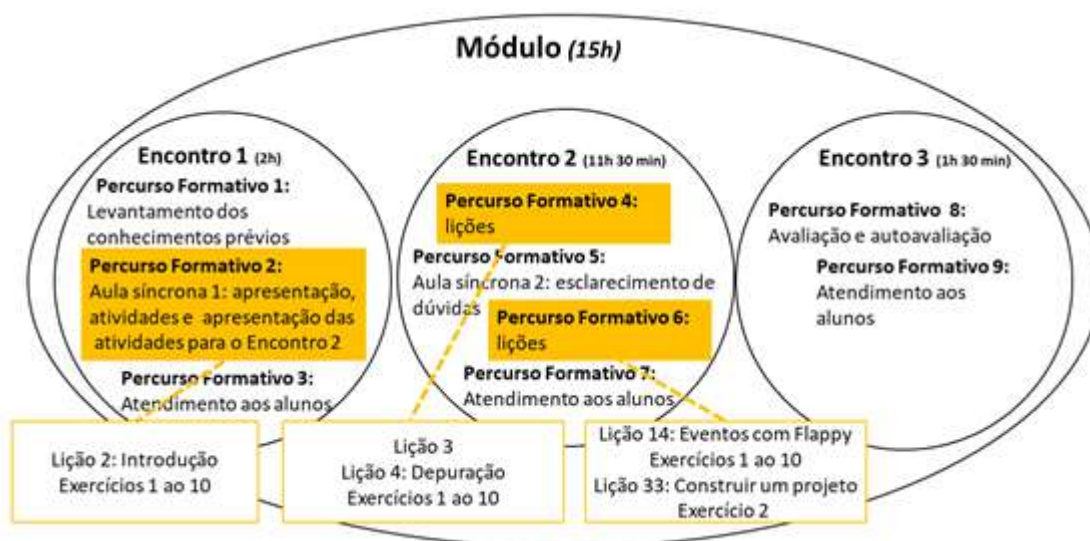 Módulo (15h)
Encontro 1 (2h)
Percurso Formativo 1:
Levantamento dos
conhecimentos prévios
Percurso Formativo 2:
Aula síncrona 1: apresentação,
atividades e apresentação das
atividades para o Encontro 2
Percurso Formativo 3:
Atendimento aos alunos
Lição 2: Introdução
Exercícios 1 ao 10
Encontro 2 (11h 30 min)
Percurso Formativo 4:
lições
Percurso Formativo 5:
Aula síncrona 2: esclarecimento de
dúvidas
Percurso Formativo 6:
lições
Percurso Formativo 7:
Atendimento aos alunos
Lição 3
Lição 4: Depuração
Exercícios 1 ao 10
Lição 14: Eventos com Flappy
Exercícios 1 ao 10
Lição 33: Construir um projeto
Exercício 2
Encontro 3 (1h 30 min)
Percurso Formativo 8:
Avaliação e autoavaliação
Percurso Formativo 9:
Atendimento aos
alunos